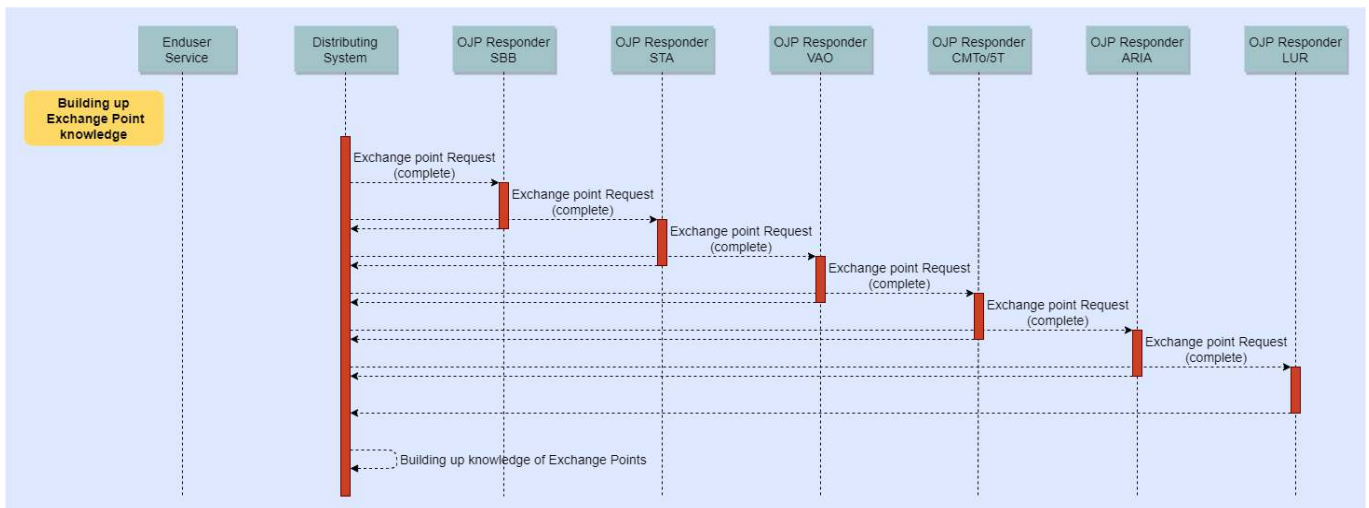 Enduser
Service
Distributing
System
OJP Responder
SBB
OJP Responder
STA
OJP Responder
VAO
OJP Responder
CMTo/5T
OJP Responder
ARIA
OJP Responder
LUR
Building up
Exchange Point
knowledge
Exchange point Request
(complete)
Exchange point Request
(complete)
Exchange point Request
(complete)
Exchange point Request
(complete)
Exchange point Request
(complete)
Exchange point Request
(complete)
Building up knowledge of Exchange Points